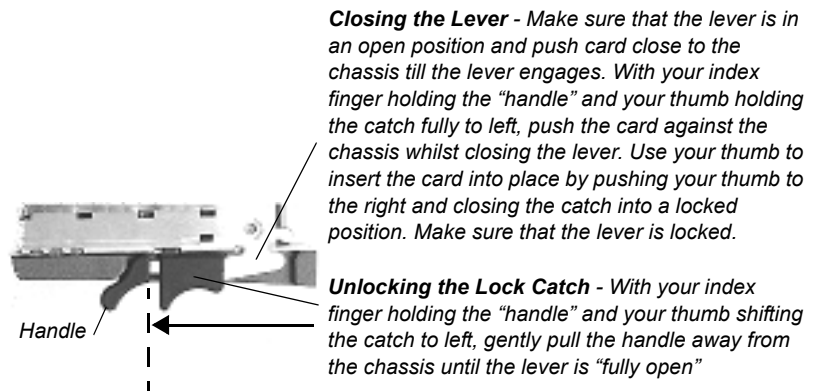 Closing the Lever - Make sure that the lever is in
an open position and push card close to the
chassis till the lever engages. With your index
finger holding the “handle” and your thumb holding
the catch fully to left, push the card against the
chassis whilst closing the lever. Use your thumb to
insert the card into place by pushing your thumb to
the right and closing the catch into a locked
position. Make sure that the lever is locked.
Unlocking the Lock Catch - With your index
finger holding the “handle” and your thumb shifting
the catch to left, gently pull the handle away from
the chassis until the lever is “fully open”
Handle